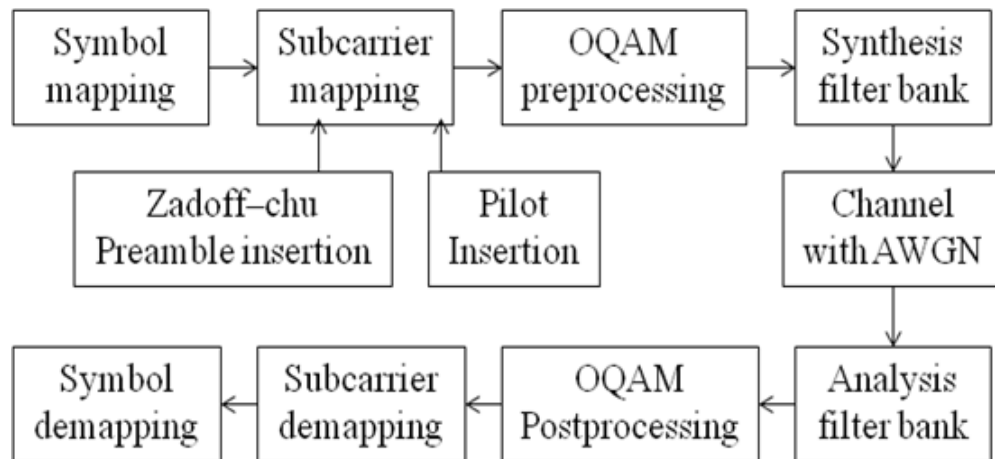 Symbol
mapping
Subcarrier
mapping
OQAM
preprocessing
Synthesis
filter bank
Zadoff–chu
Preamble insertion
Pilot
Insertion
Channel
with AWGN
Symbol
demapping
Subcarrier
demapping
OQAM
Postprocessing
Analysis
filter bank